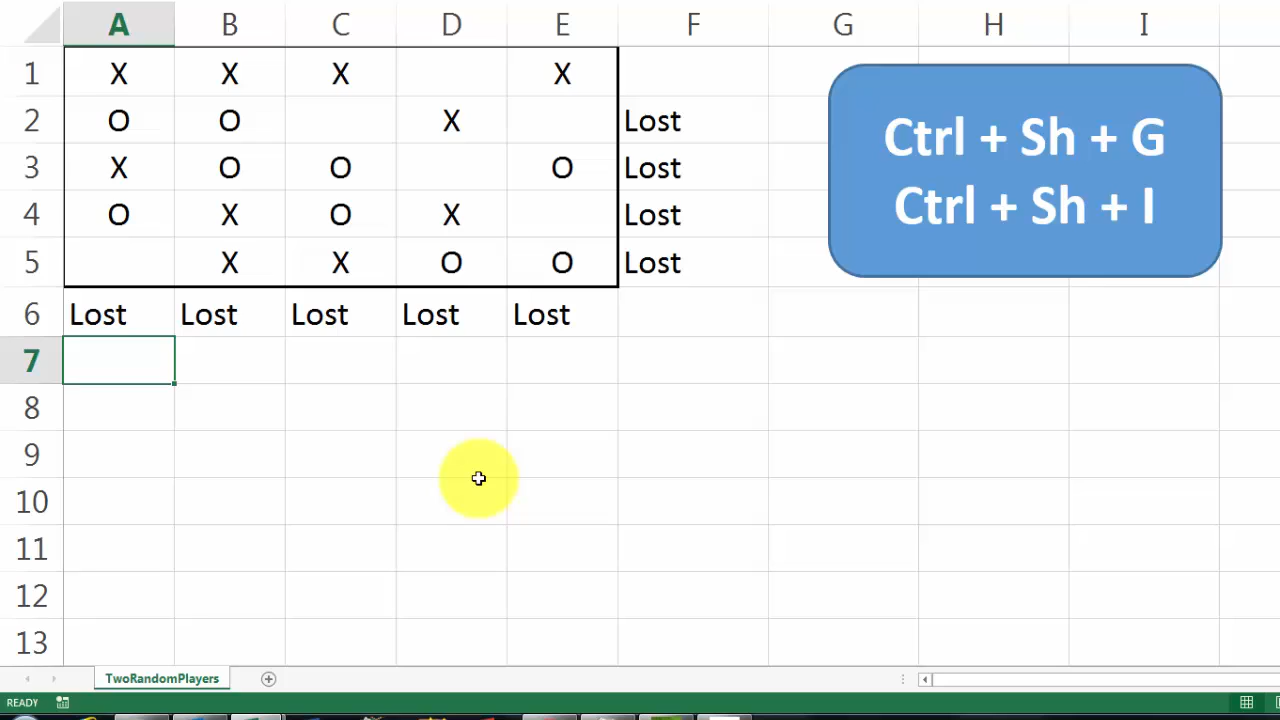 A B C D E F G H I
1 X X X X
2 O O X Lost
3 X O O O Lost
4 O X O X Lost
5 X X O O Lost
6 Lost Lost Lost Lost Lost
7
8
9
10
11
12
13
Ctrl + Sh + G
Ctrl + Sh + I
TwoRandomPlayers
READY